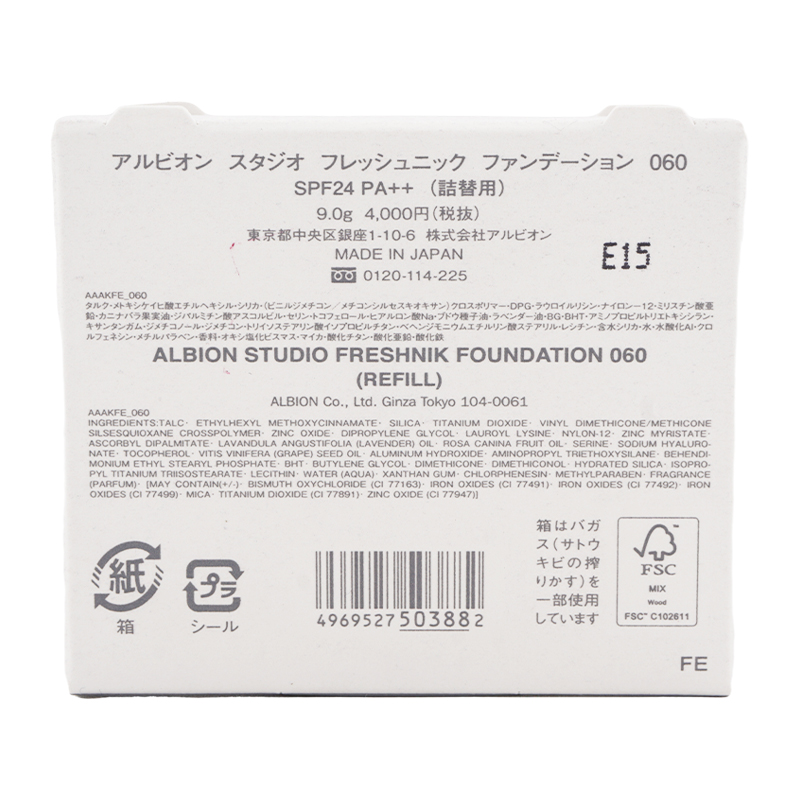 アルビオン スタジオ フレッシュニック ファンデーション 060
SPF24 PA++ （詰替用）
9.0g 4,000円（税抜）
東京都中央区銀座1-10-6 株式会社アルビオン
MADE IN JAPAN
0120-114-225
E15
AAAKFE_060
タルク・メトキシケイヒ酸エチルヘキシル・シリカ・（ビニルジメチコン／メチコンシルセスキオキサン）クロスポリマー・DPG・ラウロイルリシン・ナイロン－12・ミリスチン酸亜
鉛・カニナバラ果実油・ジパルミチン酸アスコルビル・セリン・トコフェロール・ヒアルロン酸Na・ブドウ種子油・ラベンダー油・BG・BHT・アミノプロピルトリエトキシシラン・
キサンタンガム・ジメチコノール・ジメチコン・トリイソステアリン酸イソプロピルチタン・ベヘンジモニウムエチルリン酸ステアリル・レシチン・含水シリカ・水・水酸化Al・クロ
ルフェネシン・メチルパラベン・香料・オキシ塩化ビスマス・マイカ・酸化チタン・酸化亜鉛・酸化鉄
ALBION STUDIO FRESHNIK FOUNDATION 060
(REFILL)
ALBION Co., Ltd. Ginza Tokyo 104-0061
AAAKFE_060
INGREDIENTS:TALC· ETHYLHEXYL METHOXYCINNAMATE· SILICA· TITANIUM DIOXIDE· VINYL DIMETHICONE/METHICONE
SILSESQUIOXANE CROSSPOLYMER· ZINC OXIDE· DIPROPYLENE GLYCOL· LAUROYL LYSINE· NYLON-12· ZINC MYRISTATE·
ASCORBYL DIPALMITATE· LAVANDULA ANGUSTIFOLIA (LAVENDER) OIL· ROSA CANINA FRUIT OIL· SERINE· SODIUM HYALURO-
NATE· TOCOPHEROL· VITIS VINIFERA (GRAPE) SEED OIL· ALUMINUM HYDROXIDE· AMINOPROPYL TRIETHOXYSILANE· BEHENDI-
MONIUM ETHYL STEARYL PHOSPHATE· BHT· BUTYLENE GLYCOL· DIMETHICONE· DIMETHICONOL· HYDRATED SILICA· ISOPRO-
PYL TITANIUM TRIISOSTEARATE· LECITHIN· WATER (AQUA)· XANTHAN GUM· CHLORPHENESIN· METHYLPARABEN· FRAGRANCE
(PARFUM)· [MAY CONTAIN(+/-)· BISMUTH OXYCHLORIDE (CI 77163)· IRON OXIDES (CI 77491)· IRON OXIDES (CI 77492)· IRON
OXIDES (CI 77499)· MICA· TITANIUM DIOXIDE (CI 77891)· ZINC OXIDE (CI 77947)]
紙
箱
プラ
シール
4969527503882
箱はバガ
ス（サトウ
キビの搾
りかす）を
一部使用
しています
FSC
MIX
Wood
FSC™ C102611
FE